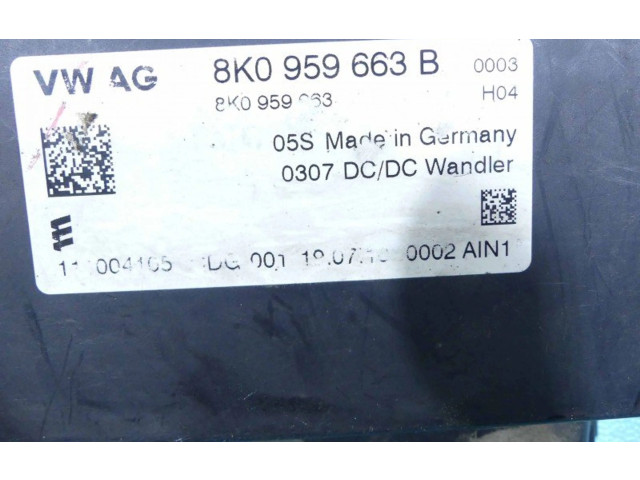 VW AG 8K0 959 663 B 0003
8K0 959 663 H04
05S Made in Germany
0307 DC/DC Wandler
001 0002 AIN1